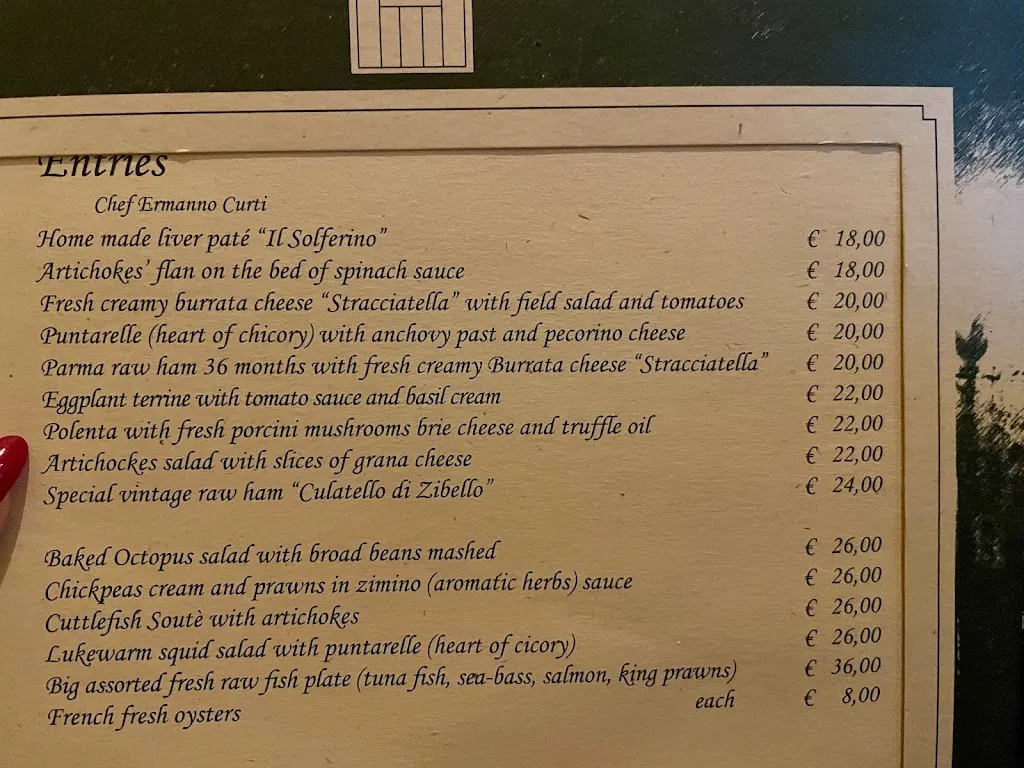 Entries
Chef Ermanno Curti
Home made liver paté “Il Solferino” € 18,00
Artichokes’ flan on the bed of spinach sauce € 18,00
Fresh creamy burrata cheese “Stracciatella” with field salad and tomatoes € 20,00
Puntarelle (heart of chicory) with anchovy past and pecorino cheese € 20,00
Parma raw ham 36 months with fresh creamy Burrata cheese “Stracciatella” € 20,00
Eggplant terrine with tomato sauce and basil cream € 22,00
Polenta with fresh porcini mushrooms brie cheese and truffle oil € 22,00
Artichockes salad with slices of grana cheese € 22,00
Special vintage raw ham “Culatello di Zibello” € 24,00
Baked Octopus salad with broad beans mashed € 26,00
Chickpeas cream and prawns in zimino (aromatic herbs) sauce € 26,00
Cuttlefish Soutè with artichokes € 26,00
Lukewarm squid salad with puntarelle (heart of cicory) € 26,00
Big assorted fresh raw fish plate (tuna fish, sea-bass, salmon, king prawns) € 36,00
French fresh oysters each € 8,00